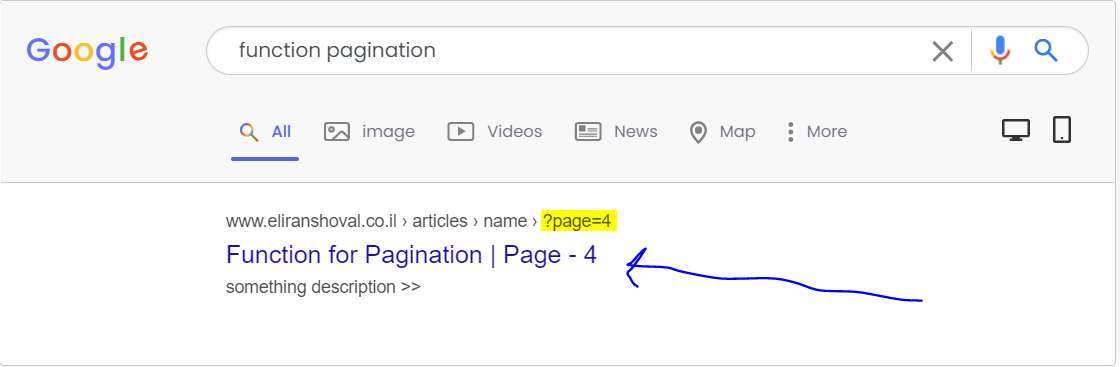 Google
function pagination
All image Videos News Map More
www.eliranshoval.co.il › articles › name › ?page=4
Function for Pagination | Page - 4
something description >>